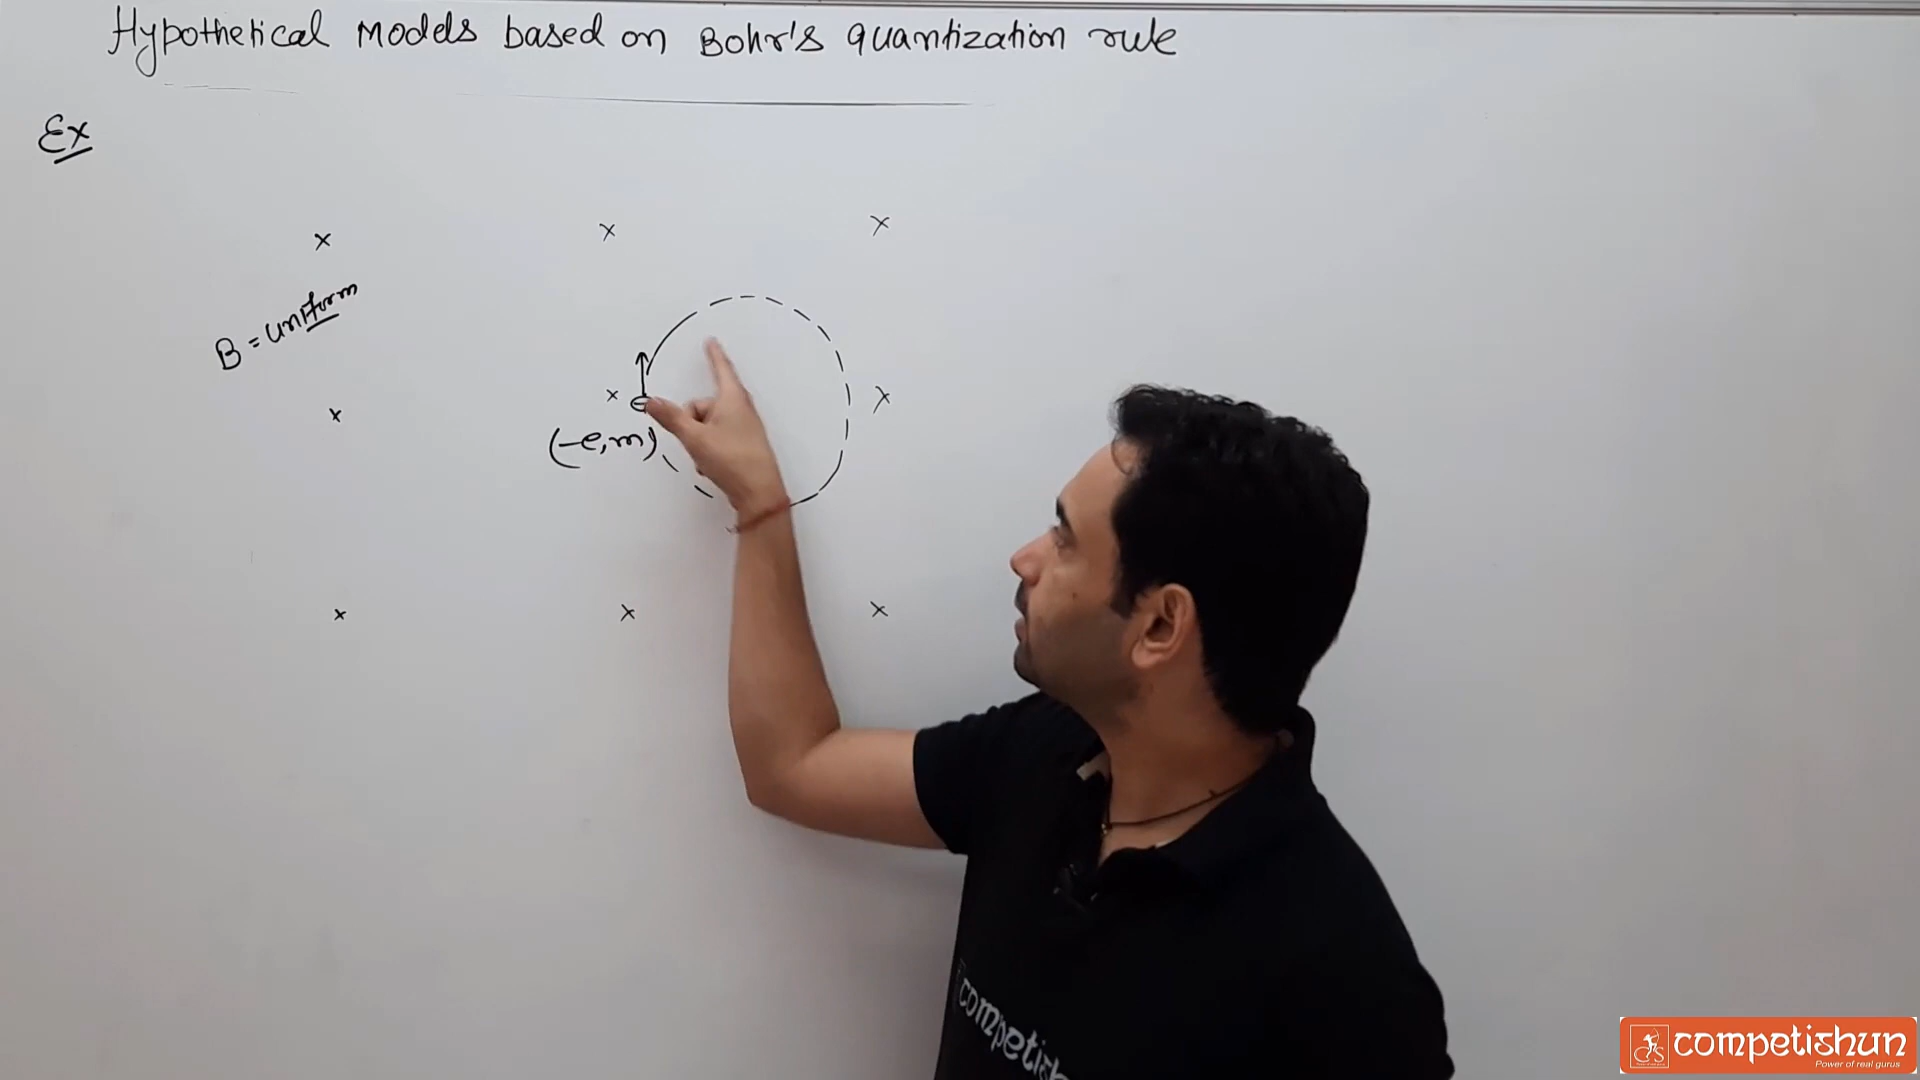 Hypothetical models based on Bohr's quantization rule
Ex
x x x
B = uniform
x x x
(-e,m)
x x x
competishun
competishun
Power of real gurus